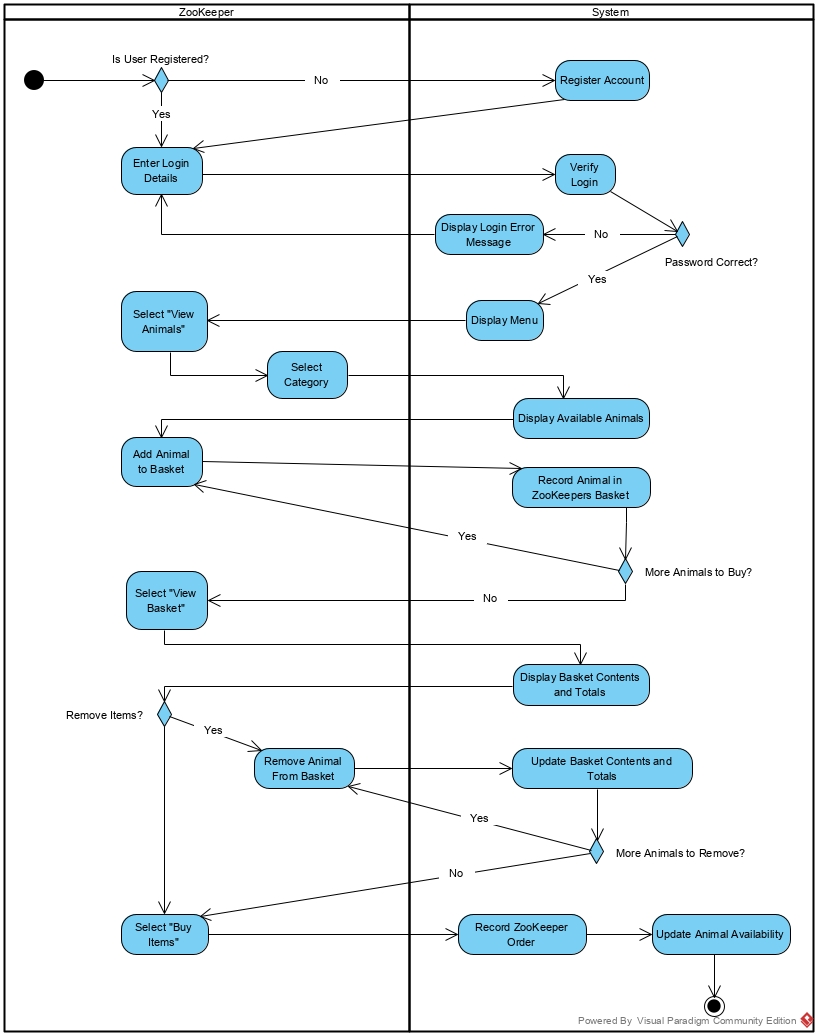 ZooKeeper
System
Is User Registered?
No
Register Account
Yes
Enter Login
Details
Verify
Login
Display Login Error
Message
No
Password Correct?
Yes
Select "View
Animals"
Display Menu
Select
Category
Display Available Animals
Add Animal
to Basket
Record Animal in
ZooKeepers Basket
Yes
More Animals to Buy?
Select "View
Basket"
No
Display Basket Contents
and Totals
Remove Items?
Yes
Remove Animal
From Basket
Update Basket Contents and
Totals
Yes
More Animals to Remove?
No
Select "Buy
Items"
Record ZooKeeper
Order
Update Animal Availability
Powered By Visual Paradigm Community Edition